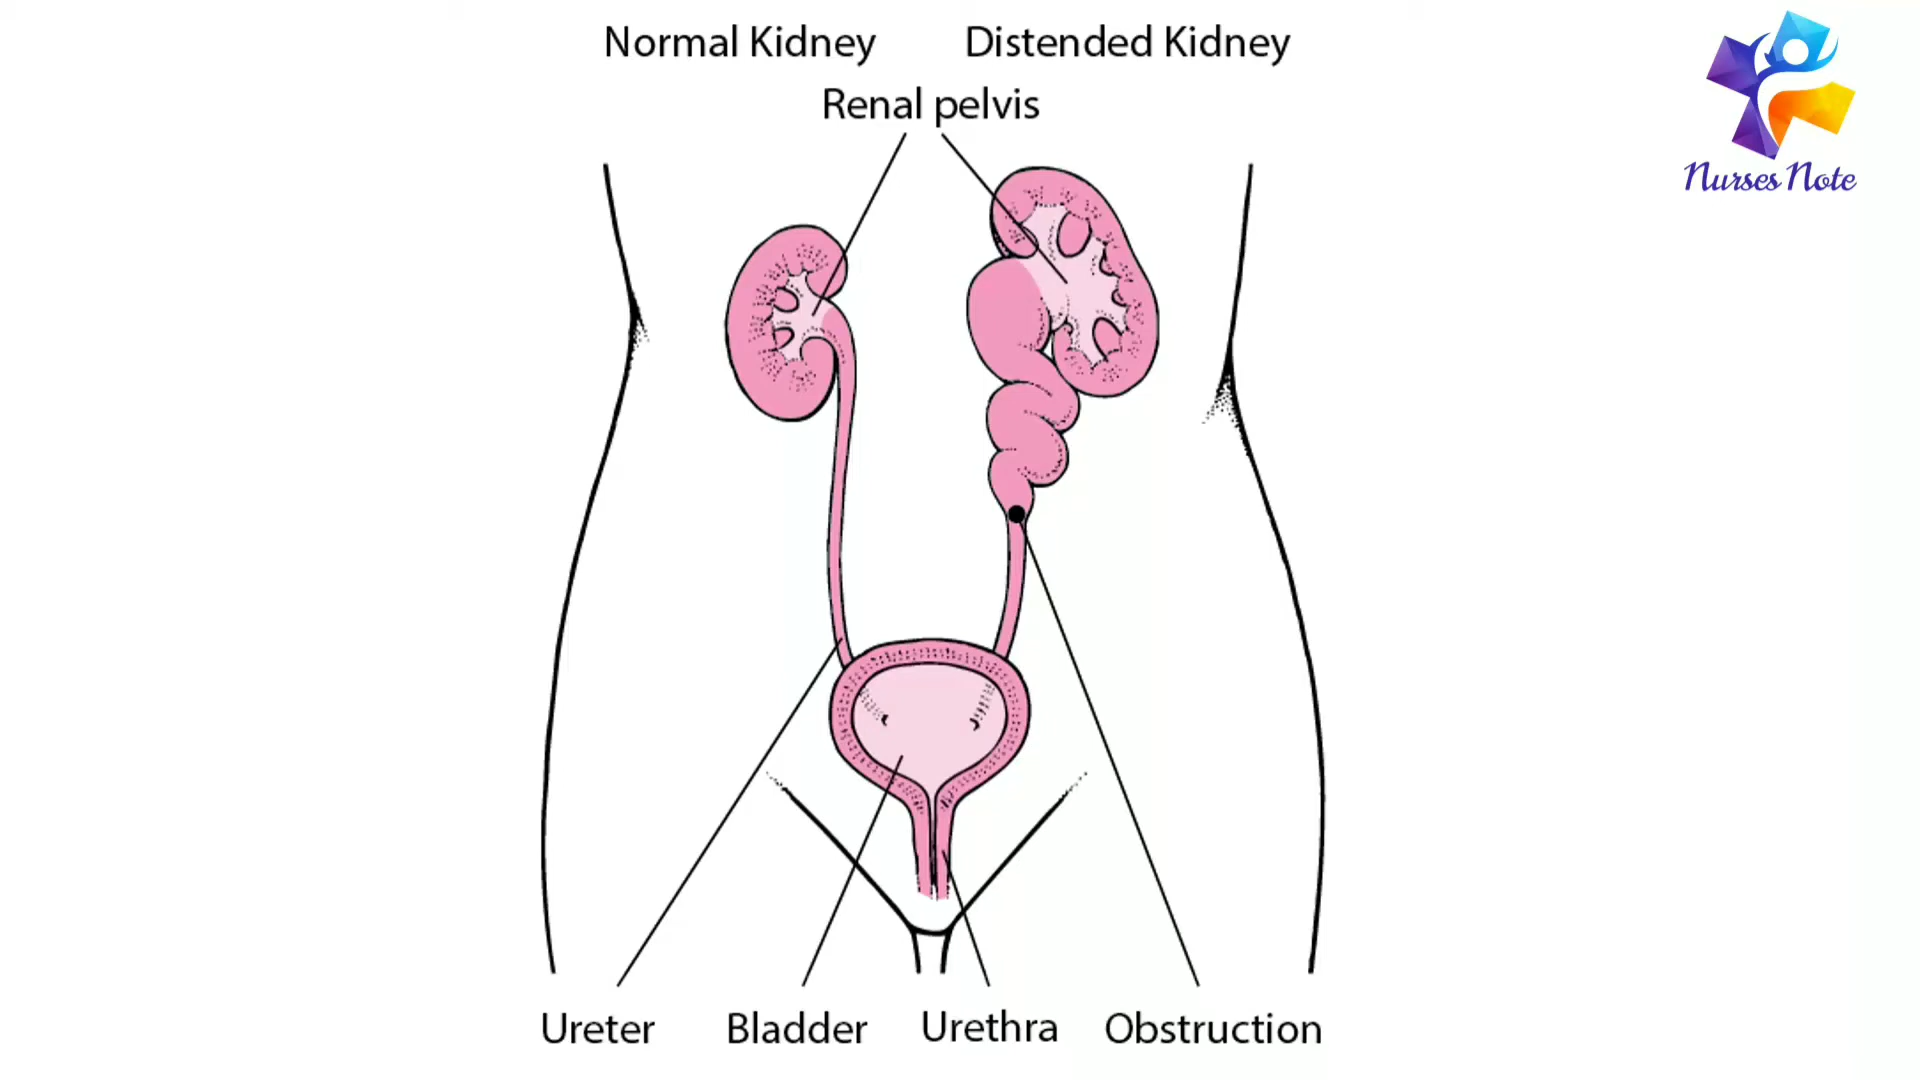 Normal Kidney
Distended Kidney
Renal pelvis
Nurses Note
Ureter
Bladder
Urethra
Obstruction